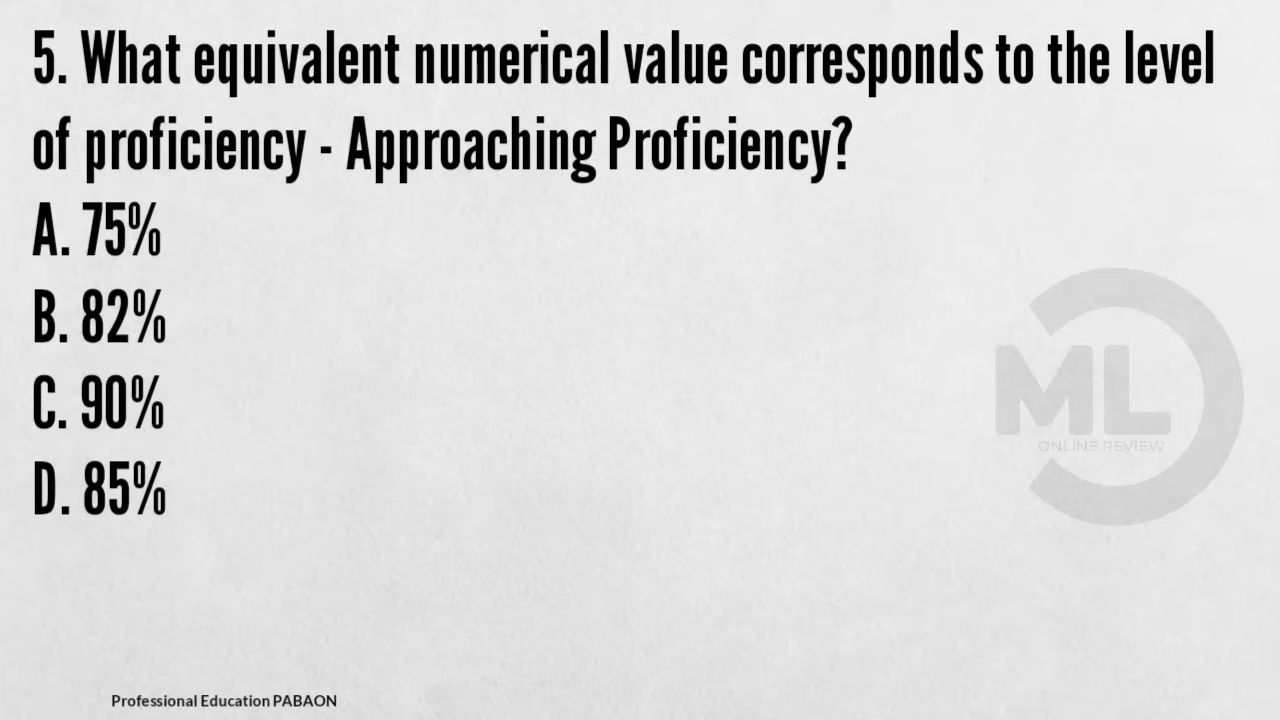 5. What equivalent numerical value corresponds to the level
of proficiency - Approaching Proficiency?
A. 75%
B. 82%
C. 90%
D. 85%
ML
ONLINE REVIEW
Professional Education PABAON